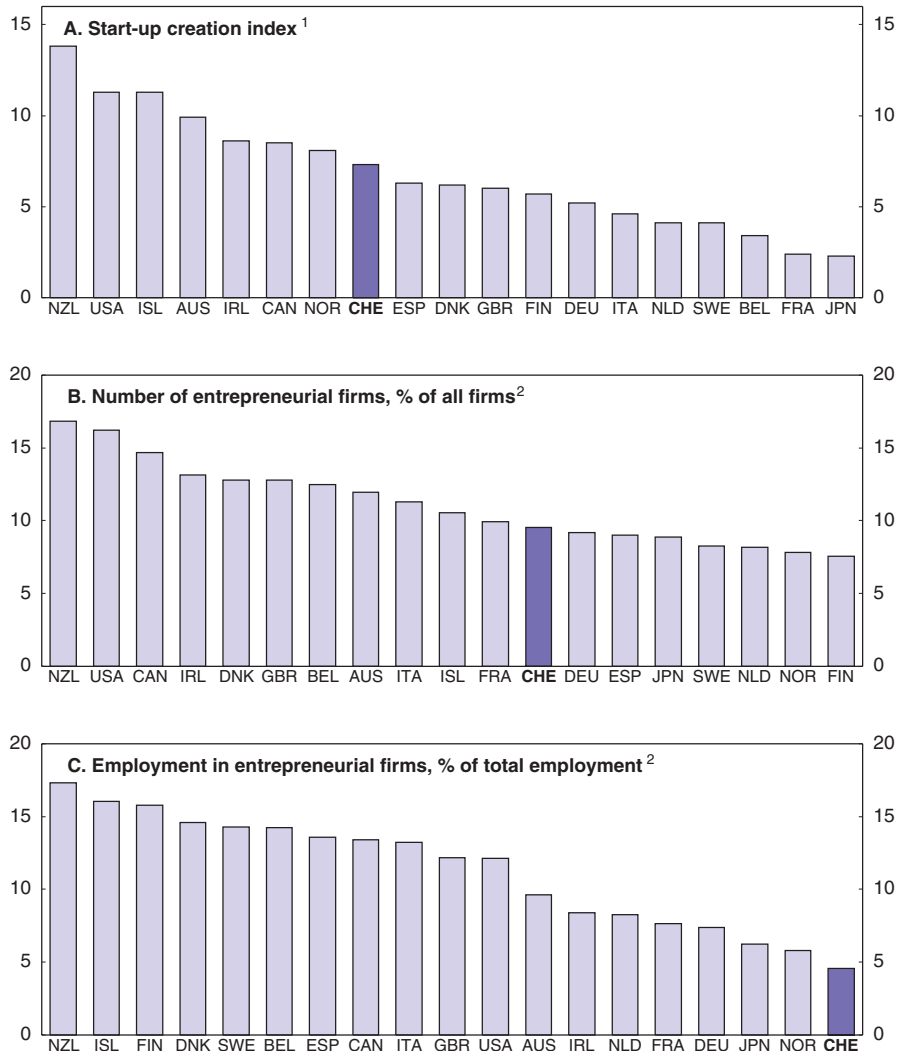 A. Start-up creation index 1
15 15
10 10
5 5
0 0
NZL USA ISL AUS IRL CAN NOR CHE ESP DNK GBR FIN DEU ITA NLD SWE BEL FRA JPN
20 20
B. Number of entrepreneurial firms, % of all firms2
15 15
10 10
5 5
0 0
NZL USA CAN IRL DNK GBR BEL AUS ITA ISL FRA CHE DEU ESP JPN SWE NLD NOR FIN
20 20
C. Employment in entrepreneurial firms, % of total employment 2
15 15
10 10
5 5
0 0
NZL ISL FIN DNK SWE BEL ESP CAN ITA GBR USA AUS IRL NLD FRA DEU JPN NOR CHE